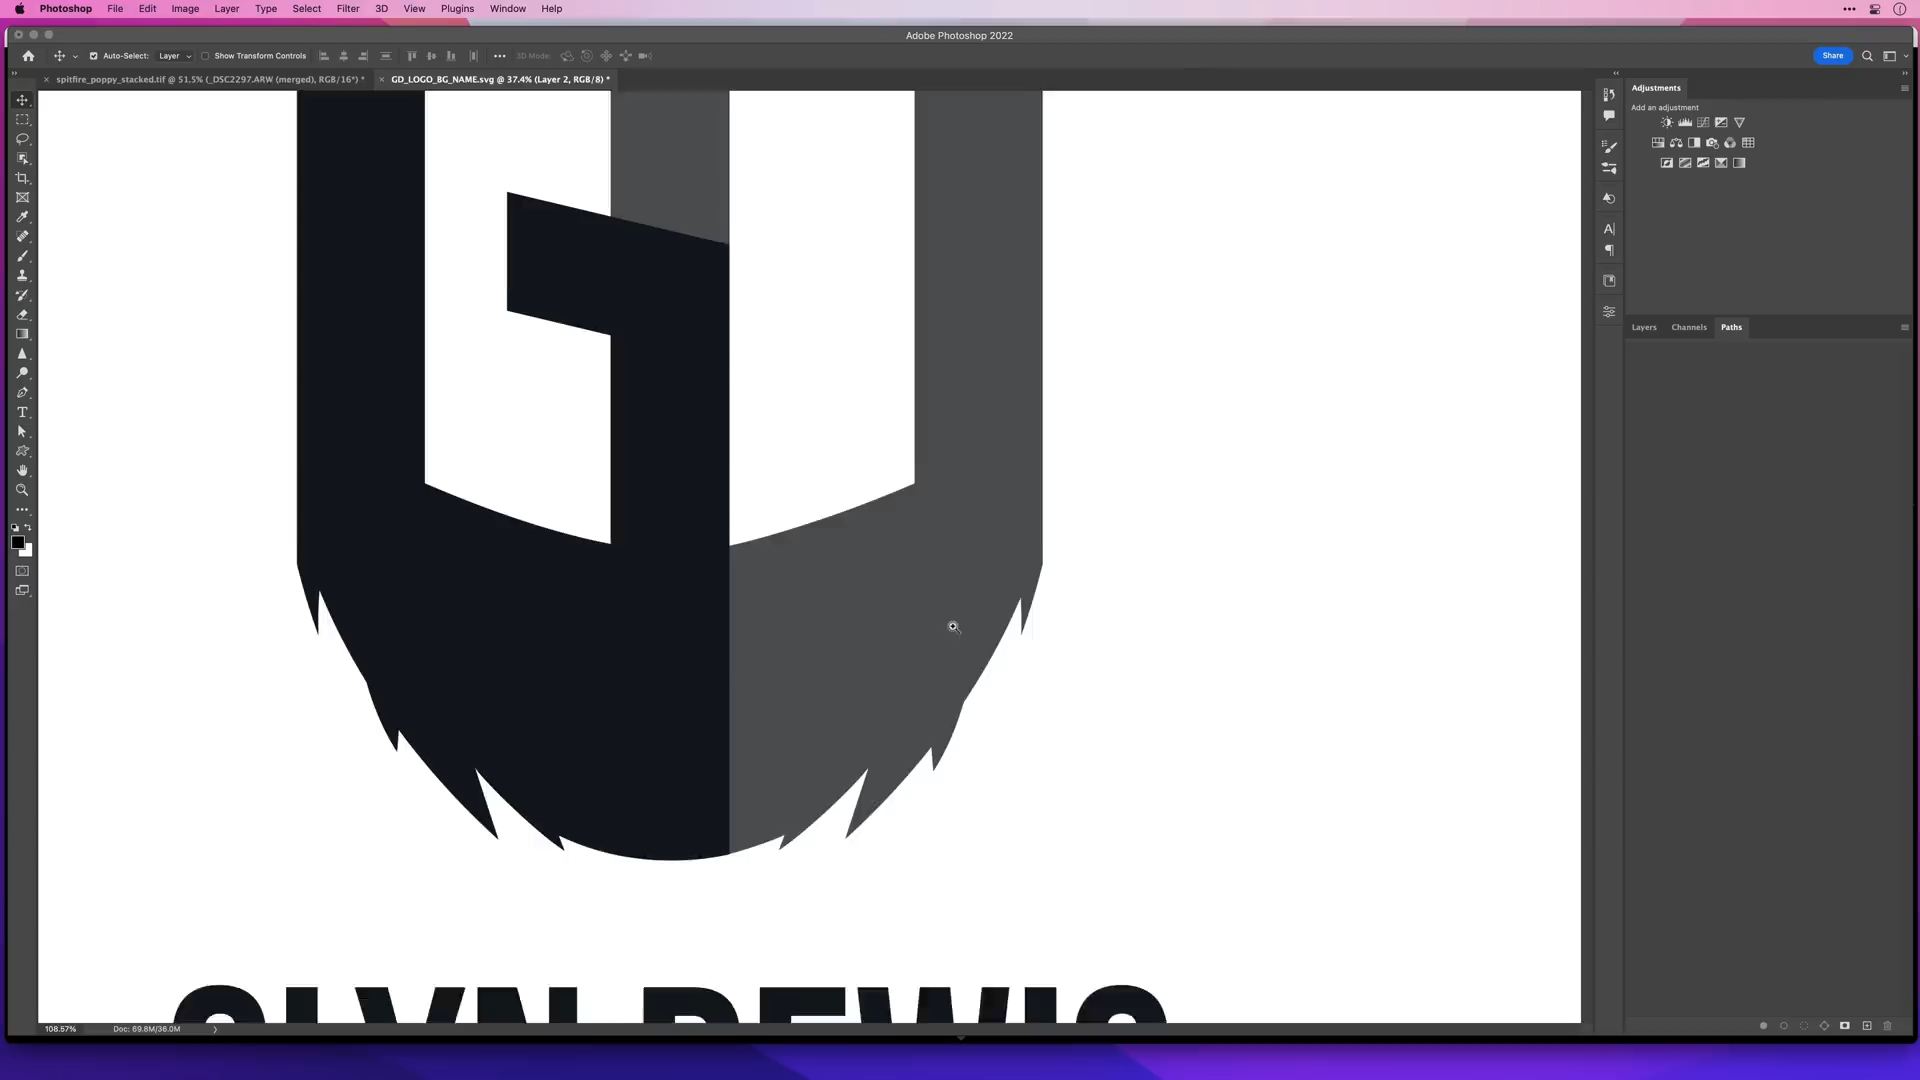 Photoshop File Edit Image Layer Type Select Filter 3D View Plugins Window Help
Adobe Photoshop 2022
Auto-Select: Layer Show Transform Controls 3D Mode: Share
spitfire_poppy_stacked.tif @ 51.5% (_DSC2297.ARW (merged), RGB/16*) * GD_LOGO_BG_NAME.svg @ 37.4% (Layer 2, RGB/8) *
Adjustments
Add an adjustment
Layers Channels Paths
GLYN DEWIS
108.57% Doc: 69.8M/36.0M